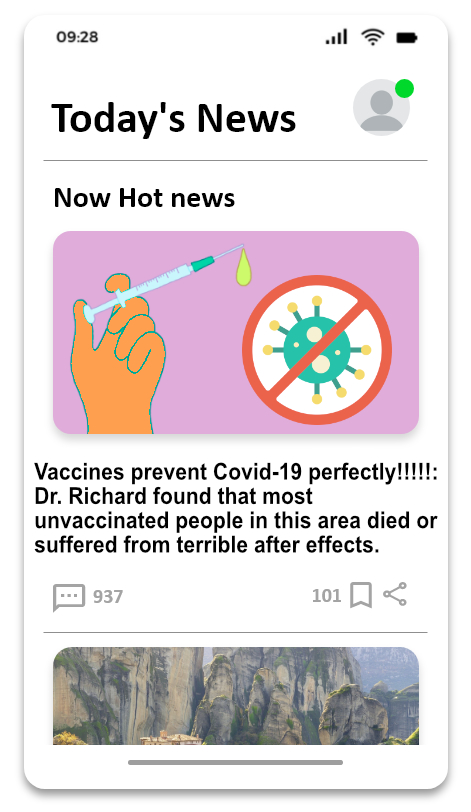 09:28
Today's News
Now Hot news
Vaccines prevent Covid-19 perfectly!!!!!:
Dr. Richard found that most
unvaccinated people in this area died or
suffered from terrible after effects.
937
101